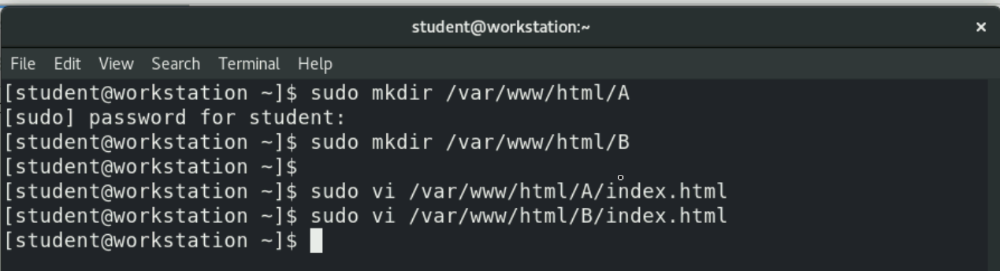 student@workstation:~ ×
File Edit View Search Terminal Help
[student@workstation ~]$ sudo mkdir /var/www/html/A
[sudo] password for student:
[student@workstation ~]$ sudo mkdir /var/www/html/B
[student@workstation ~]$
[student@workstation ~]$ sudo vi /var/www/html/A/index.html
[student@workstation ~]$ sudo vi /var/www/html/B/index.html
[student@workstation ~]$